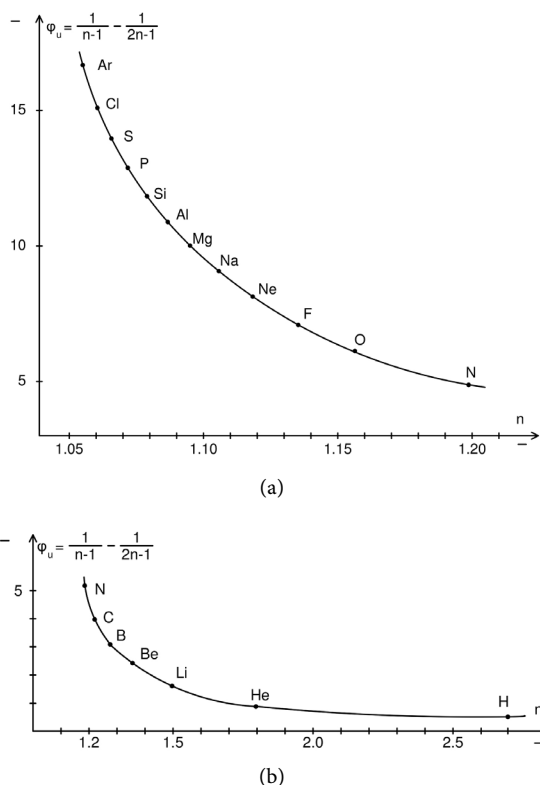 φu = 1/n-1 – 1/2n-1
Ar
15
Cl
S
P
Si
Al
10
Mg
Na
Ne
F
O
5
N
n
1.05 1.10 1.15 1.20
(a)
φu = 1/n-1 – 1/2n-1
5
N
C
B
Be
Li
He
H
n
1.2 1.5 2.0 2.5
(b)